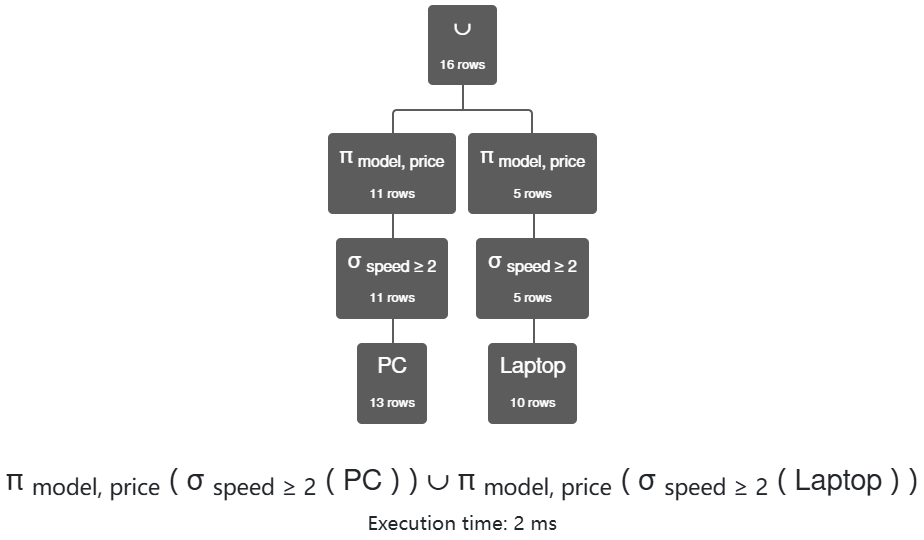 ∪
16 rows
π model, price
11 rows
π model, price
5 rows
σ speed ≥ 2
11 rows
σ speed ≥ 2
5 rows
PC
13 rows
Laptop
10 rows
π model, price ( σ speed ≥ 2 ( PC ) ) ∪ π model, price ( σ speed ≥ 2 ( Laptop ) )
Execution time: 2 ms